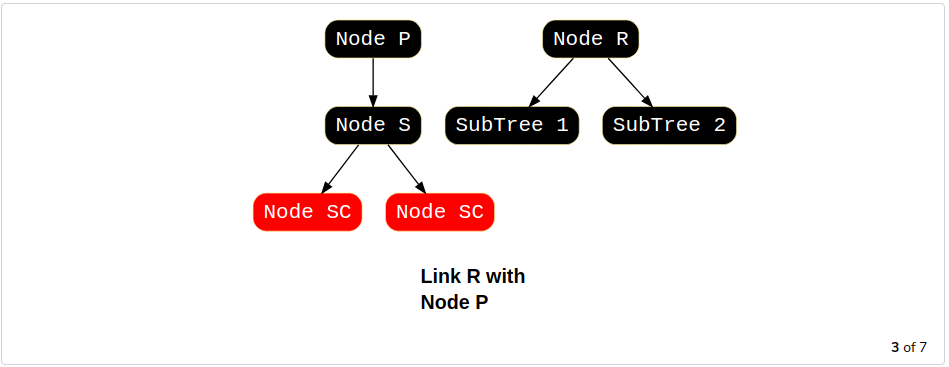 Node P
Node R
Node S
SubTree 1
SubTree 2
Node SC
Node SC
Link R with
Node P
3 of 7